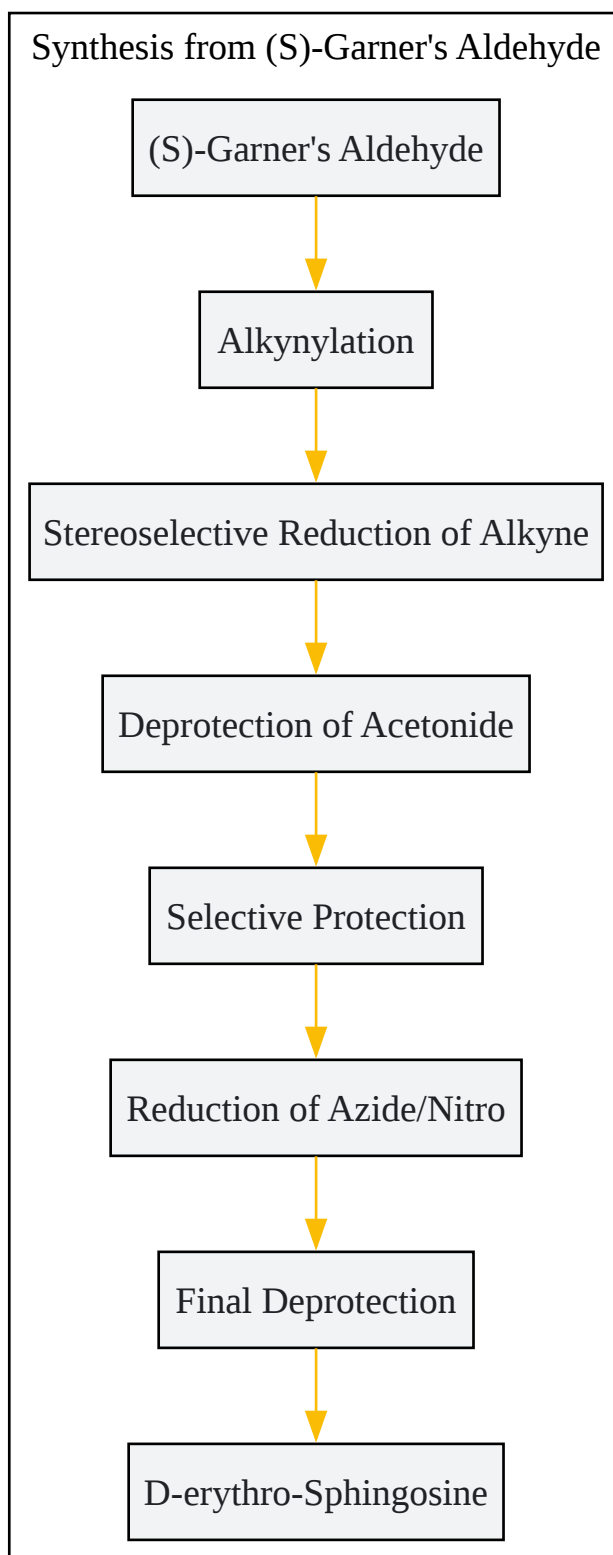 Synthesis from (S)-Garner's Aldehyde
(S)-Garner's Aldehyde
Alkynylation
Stereoselective Reduction of Alkyne
Deprotection of Acetonide
Selective Protection
Reduction of Azide/Nitro
Final Deprotection
D-erythro-Sphingosine